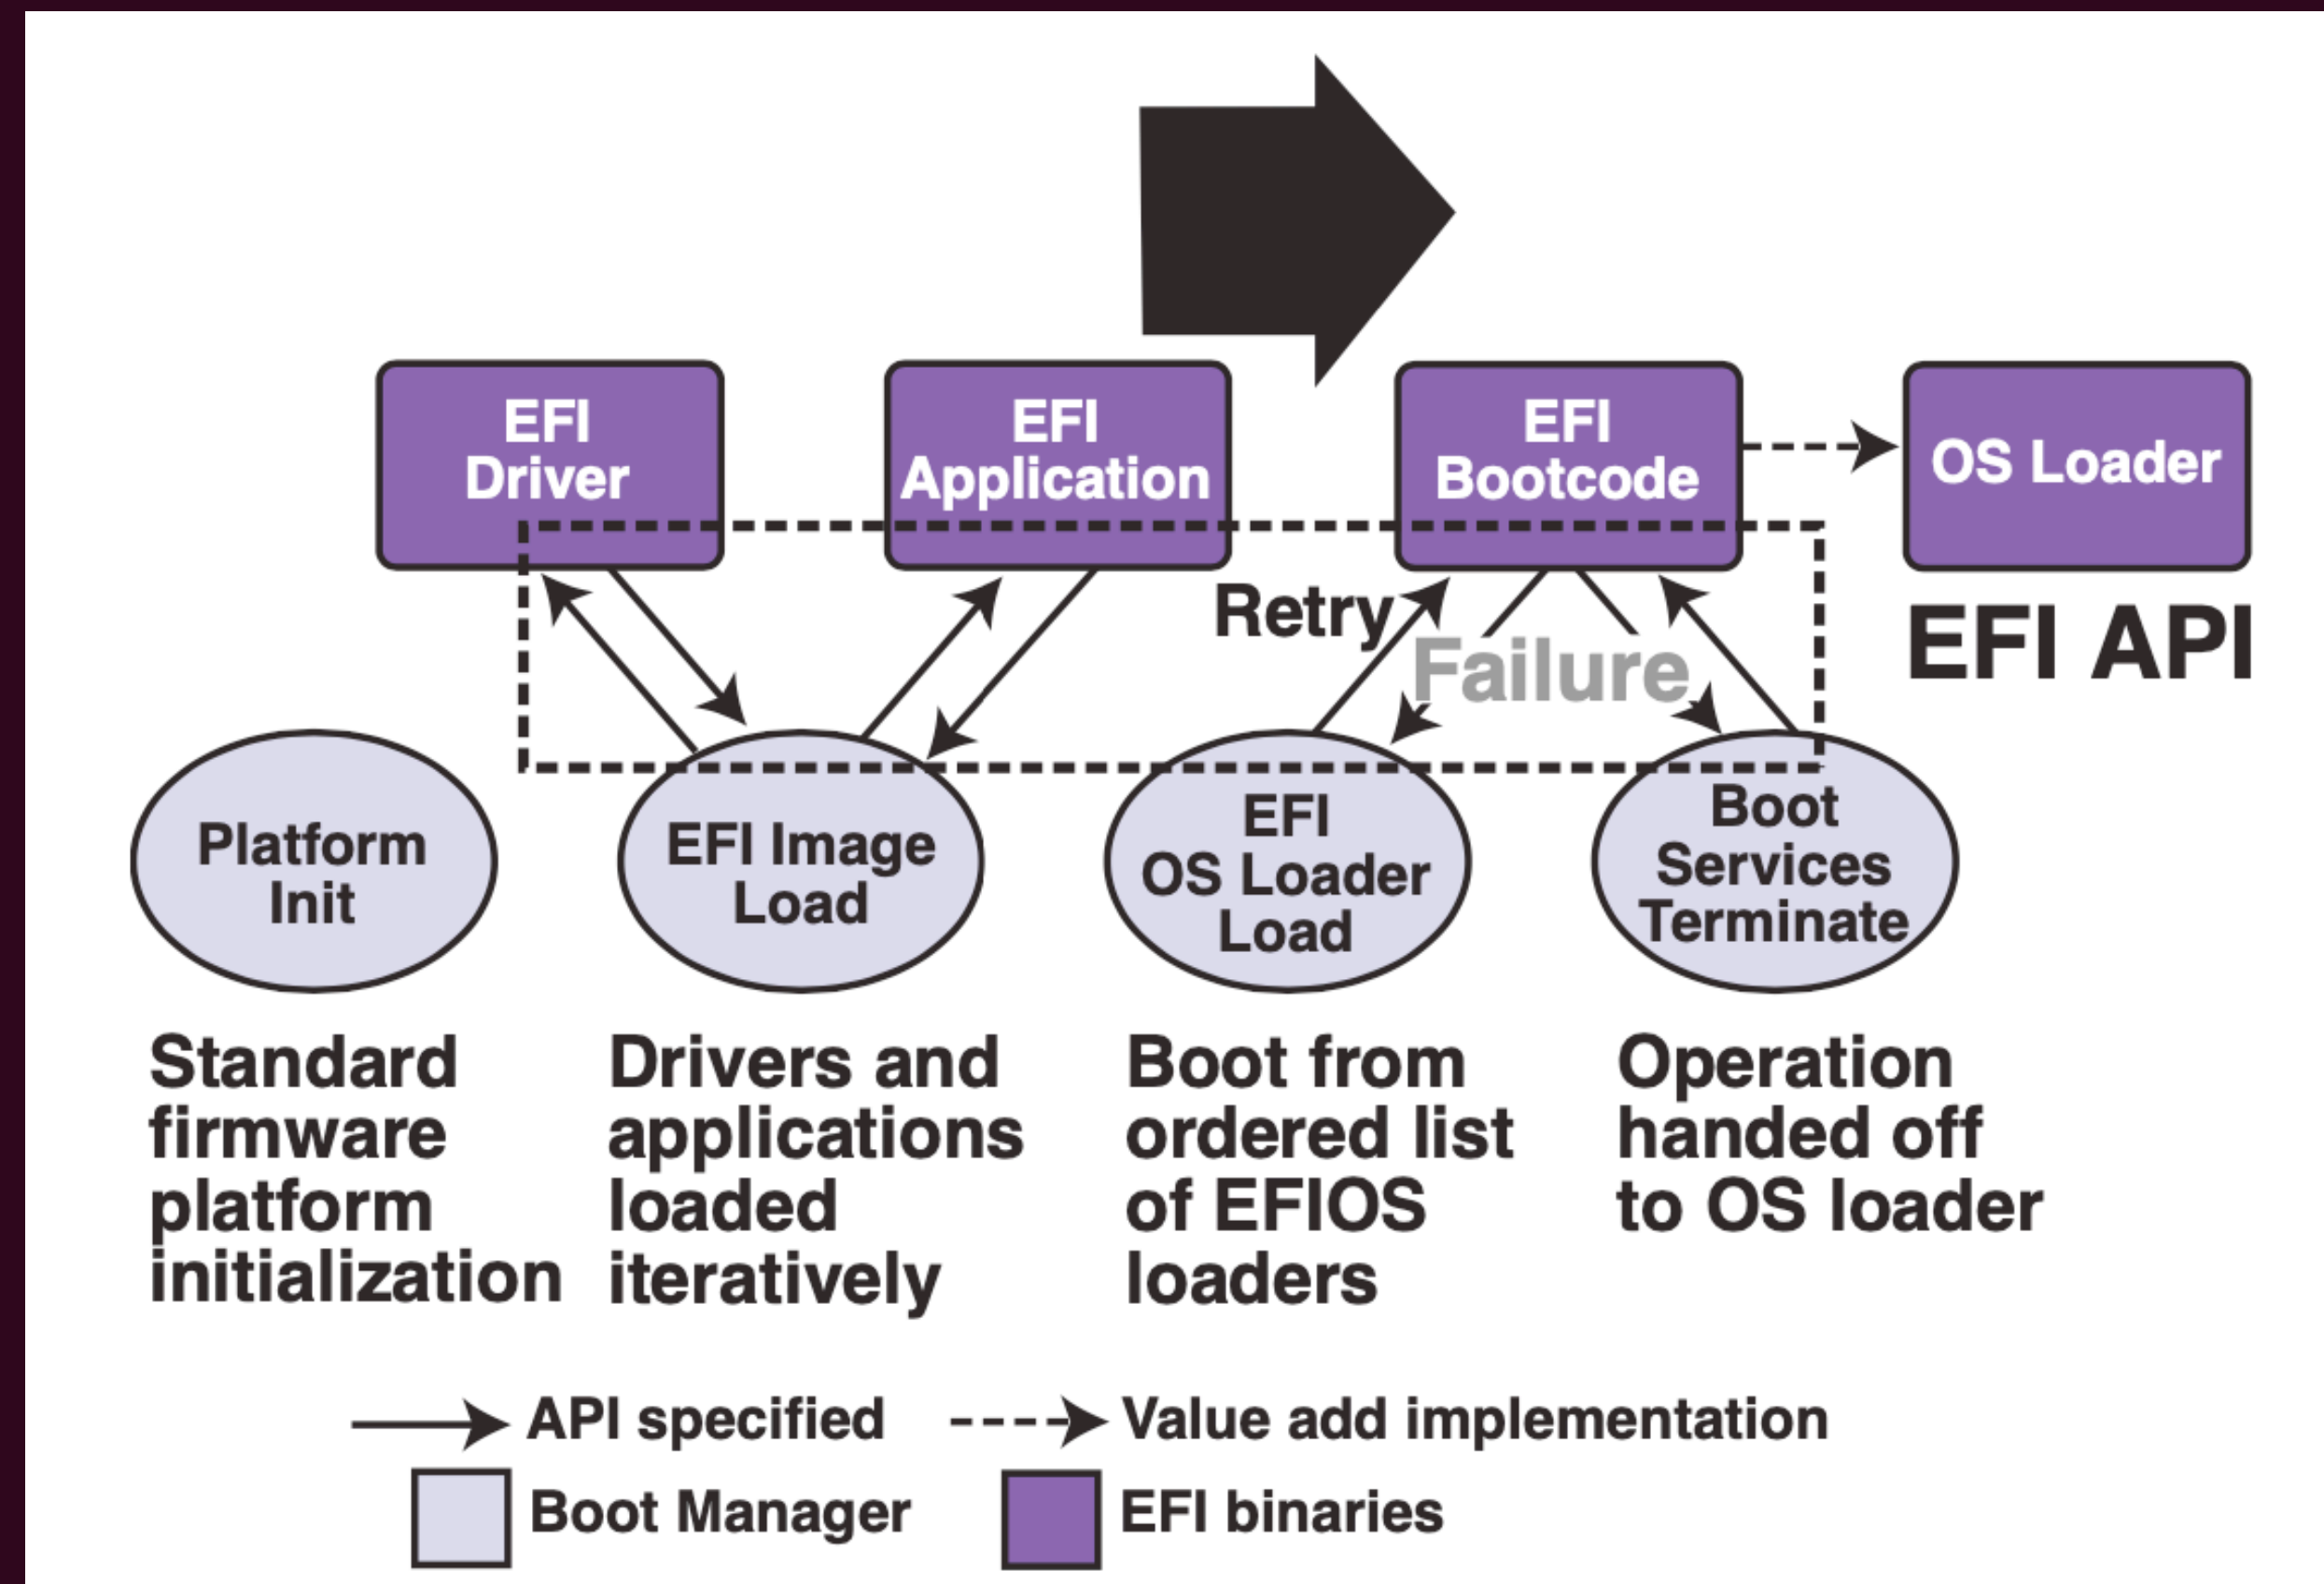 EFI
Driver
EFI
Application
EFI
Bootcode
OS Loader
Retry
Failure
EFI API
Platform
Init
EFI Image
Load
EFI
OS Loader
Load
Boot
Services
Terminate
Standard
firmware
platform
initialization
Drivers and
applications
loaded
iteratively
Boot from
ordered list
of EFIOS
loaders
Operation
handed off
to OS loader
API specified
Value add implementation
Boot Manager
EFI binaries